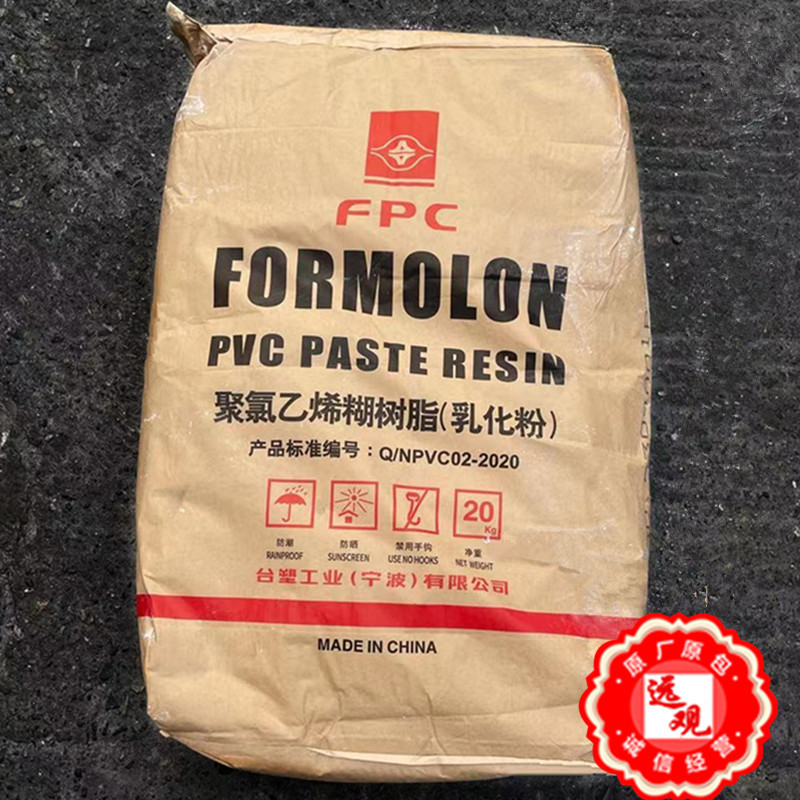 FPC
FORMOLON
PVC PASTE RESIN
聚氯乙烯糊树脂(乳化粉)
产品标准编号：Q/NPVC02-2020
20
Kg
防潮 防晒 禁用手钩 净重
RAINPROOF SUNSCREEN USE NO HOOKS NET WEIGHT
台塑工业(宁波)有限公司
MADE IN CHINA
原厂原包
远观
诚信经营